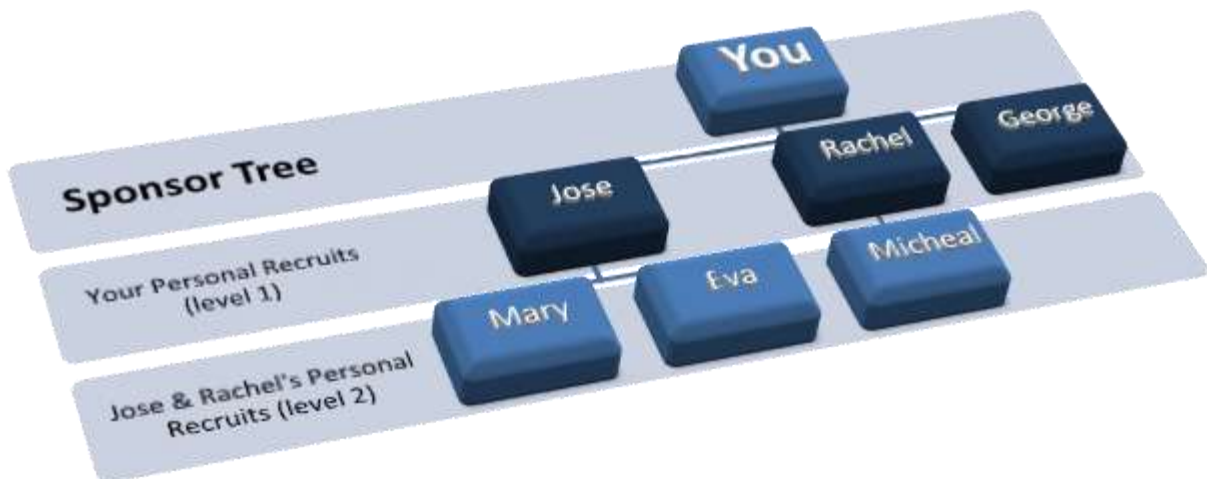 You
Sponsor Tree
Jose
Rachel
George
Your Personal Recruits
(level 1)
Mary
Eva
Micheal
Jose & Rachel's Personal
Recruits (level 2)